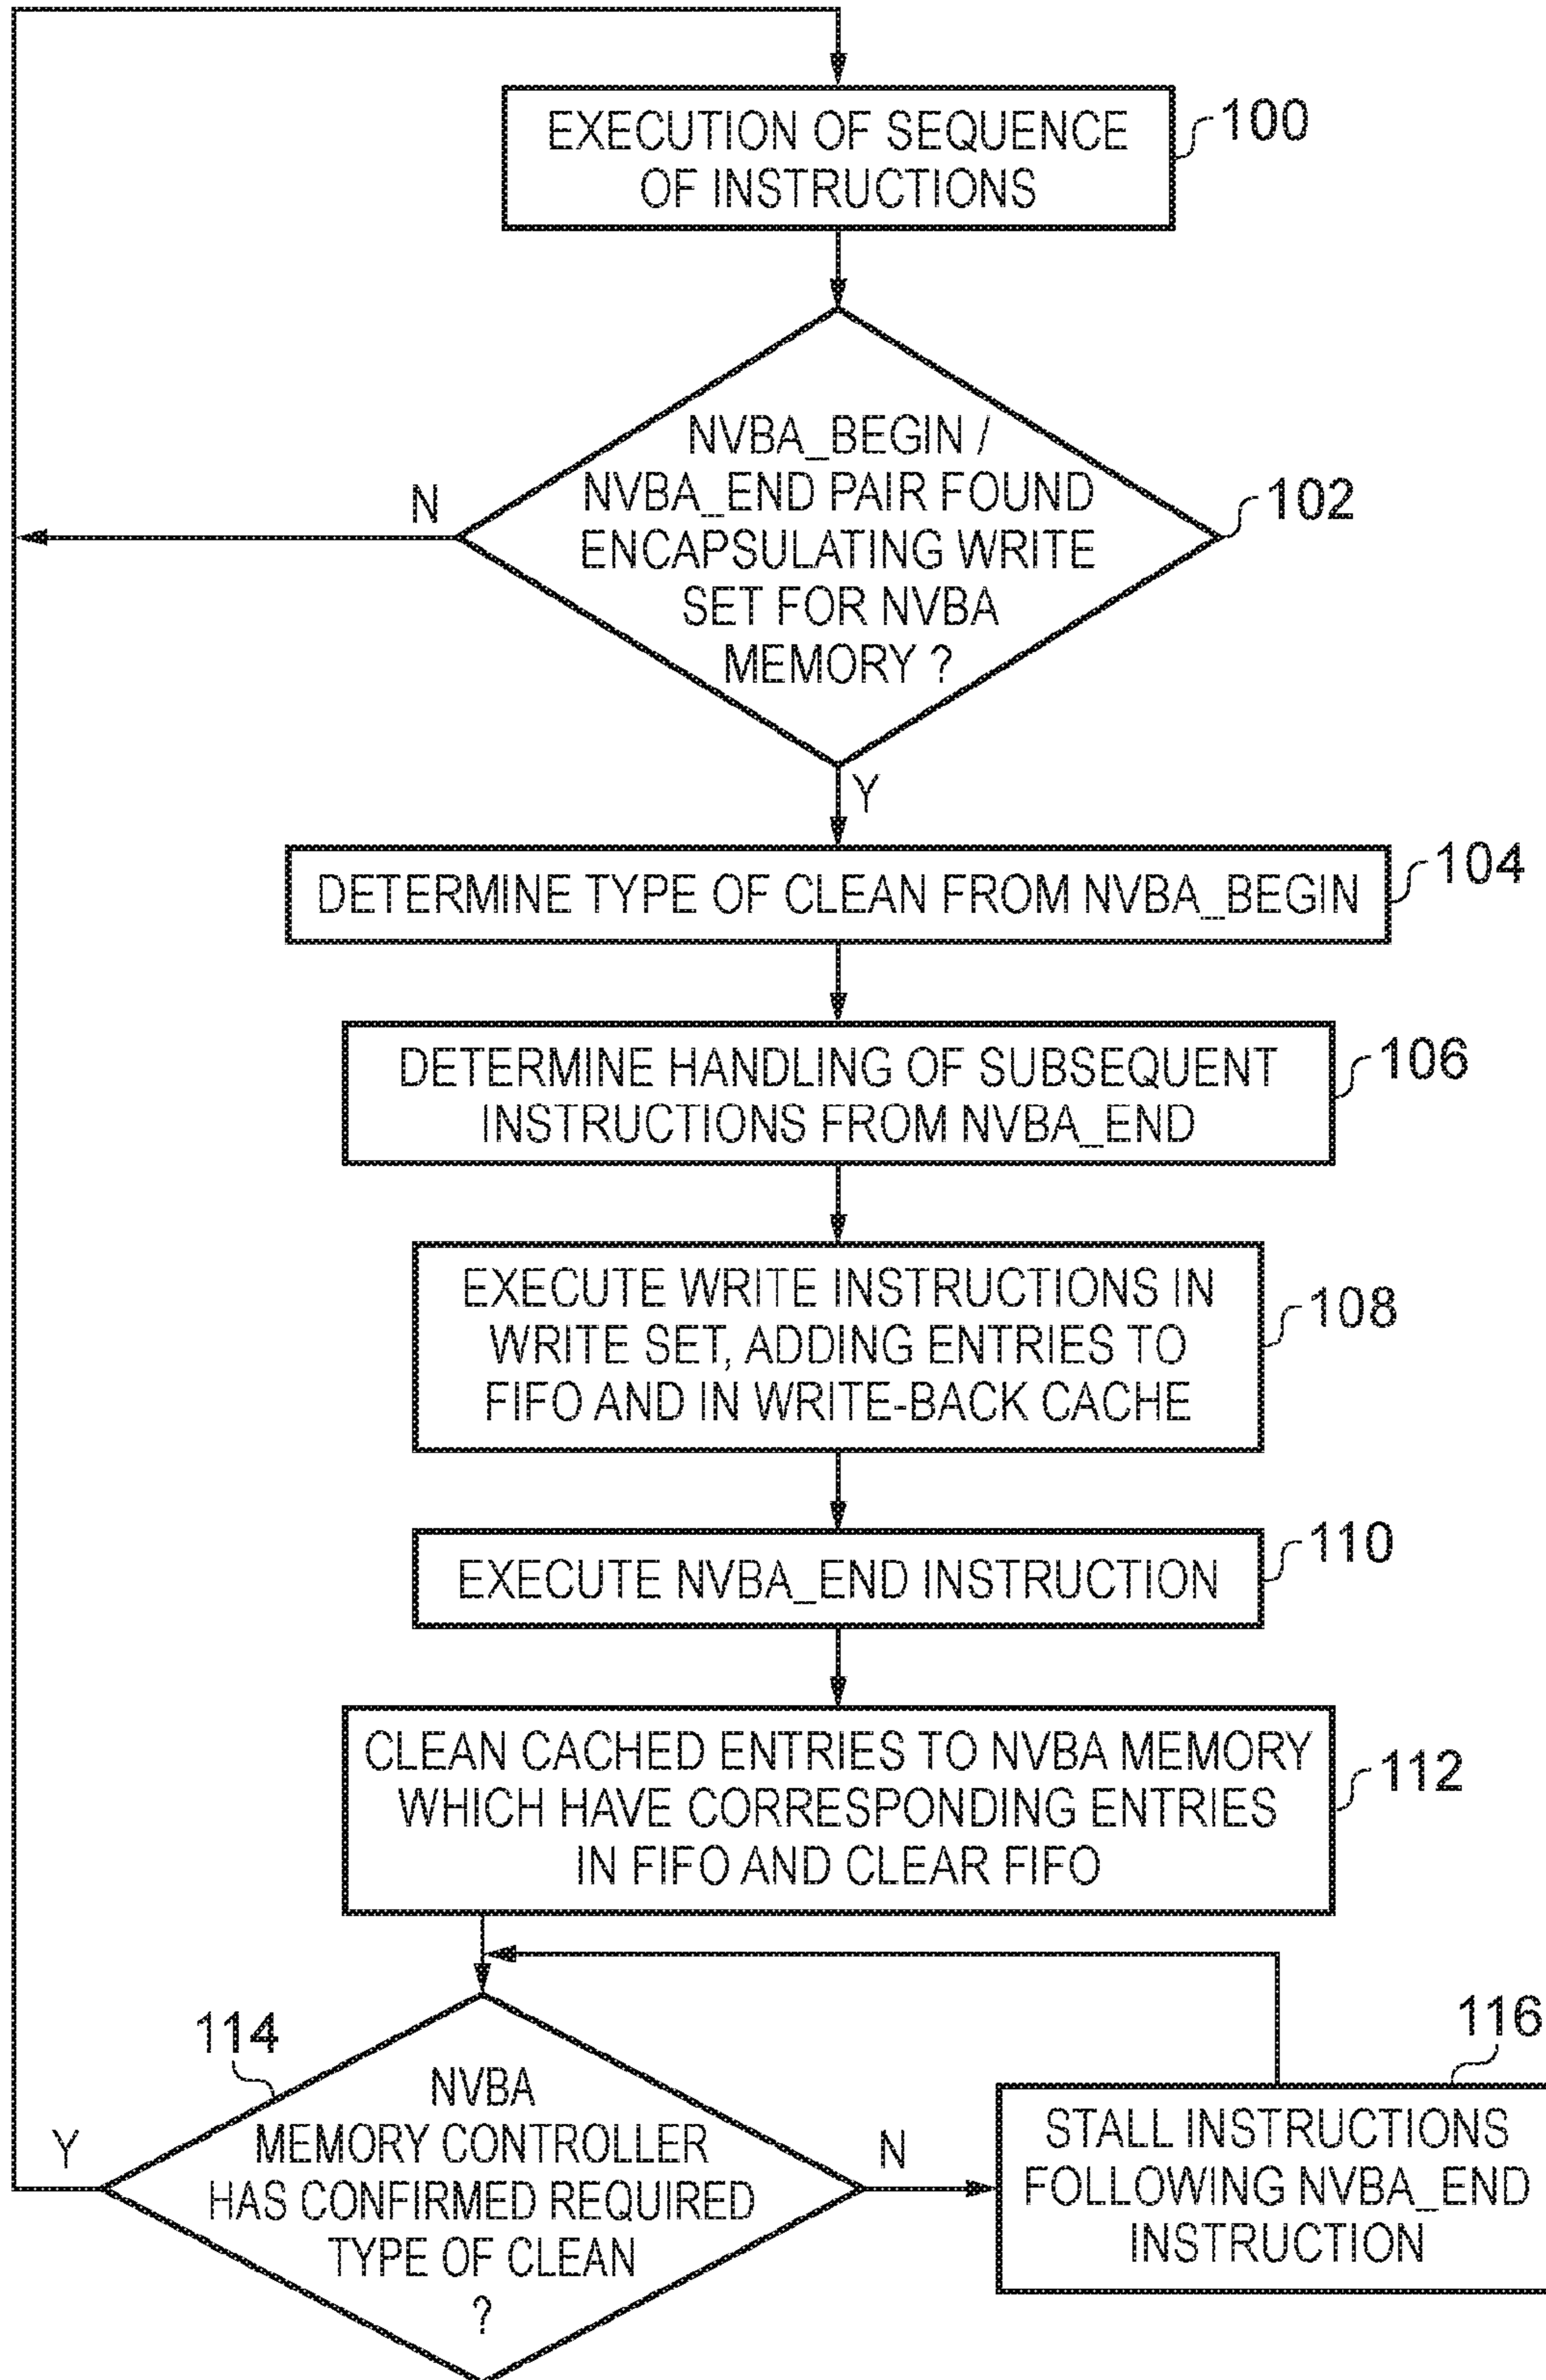 EXECUTION OF SEQUENCE
OF INSTRUCTIONS
100
NVBA_BEGIN /
NVBA_END PAIR FOUND
ENCAPSULATING WRITE
SET FOR NVBA
MEMORY ?
102
N
Y
DETERMINE TYPE OF CLEAN FROM NVBA_BEGIN
104
DETERMINE HANDLING OF SUBSEQUENT
INSTRUCTIONS FROM NVBA_END
106
EXECUTE WRITE INSTRUCTIONS IN
WRITE SET, ADDING ENTRIES TO
FIFO AND IN WRITE-BACK CACHE
108
EXECUTE NVBA_END INSTRUCTION
110
CLEAN CACHED ENTRIES TO NVBA MEMORY
WHICH HAVE CORRESPONDING ENTRIES
IN FIFO AND CLEAR FIFO
112
114
NVBA
MEMORY CONTROLLER
HAS CONFIRMED REQUIRED
TYPE OF CLEAN
?
Y
N
116
STALL INSTRUCTIONS
FOLLOWING NVBA_END
INSTRUCTION